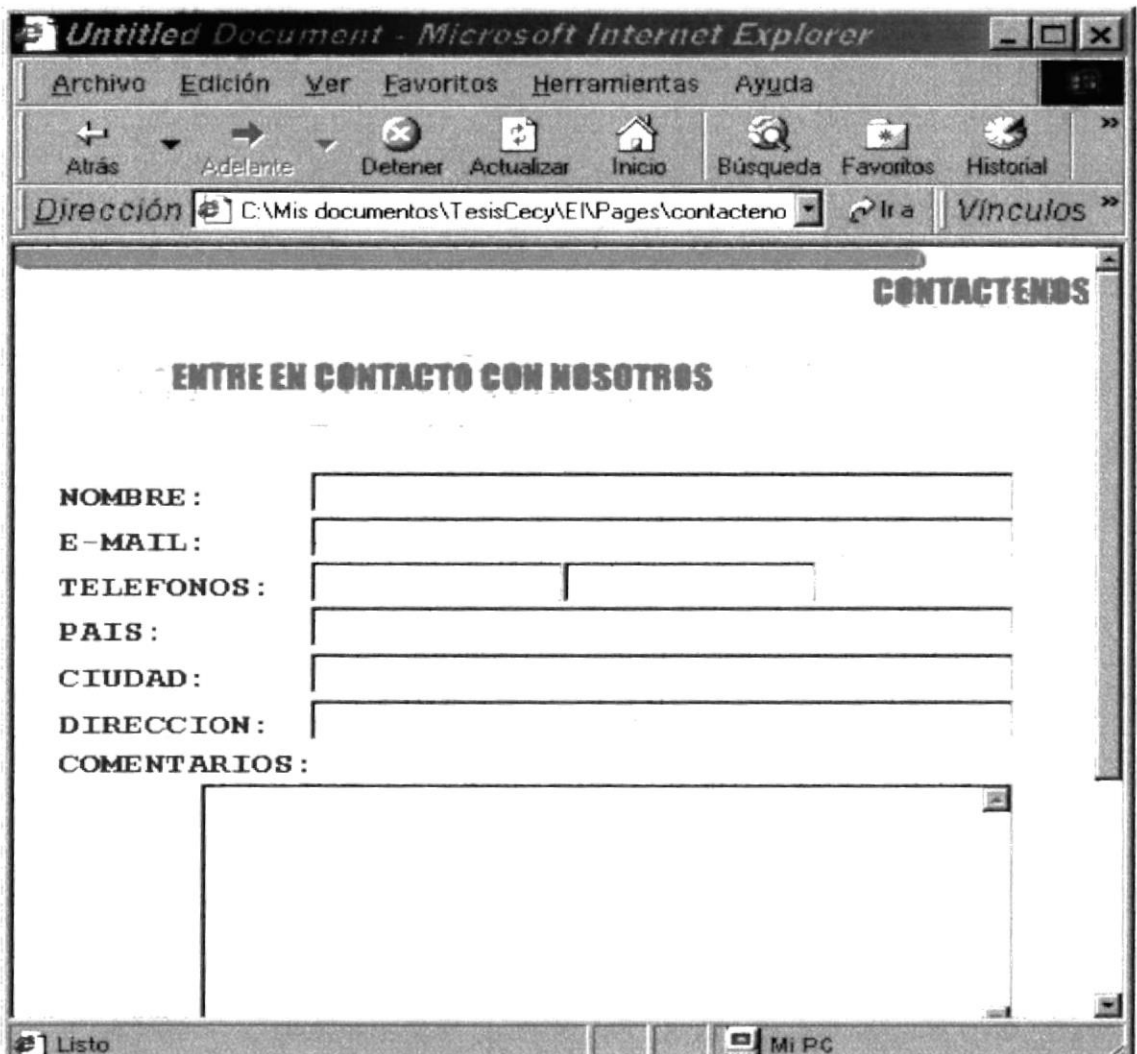 Untitled Document - Microsoft Internet Explorer
Archivo Edición Ver Favoritos Herramientas Ayuda
Atrás Adelante Detener Actualizar Inicio Búsqueda Favoritos Historial »
Dirección C:\Mis documentos\TesisCecy\EI\Pages\contacteno Ir a Vínculos »
CONTACTENOS
ENTRE EN CONTACTO CON NOSOTROS
NOMBRE:
E-MAIL:
TELEFONOS:
PAIS:
CIUDAD:
DIRECCION:
COMENTARIOS:
Listo Mi PC